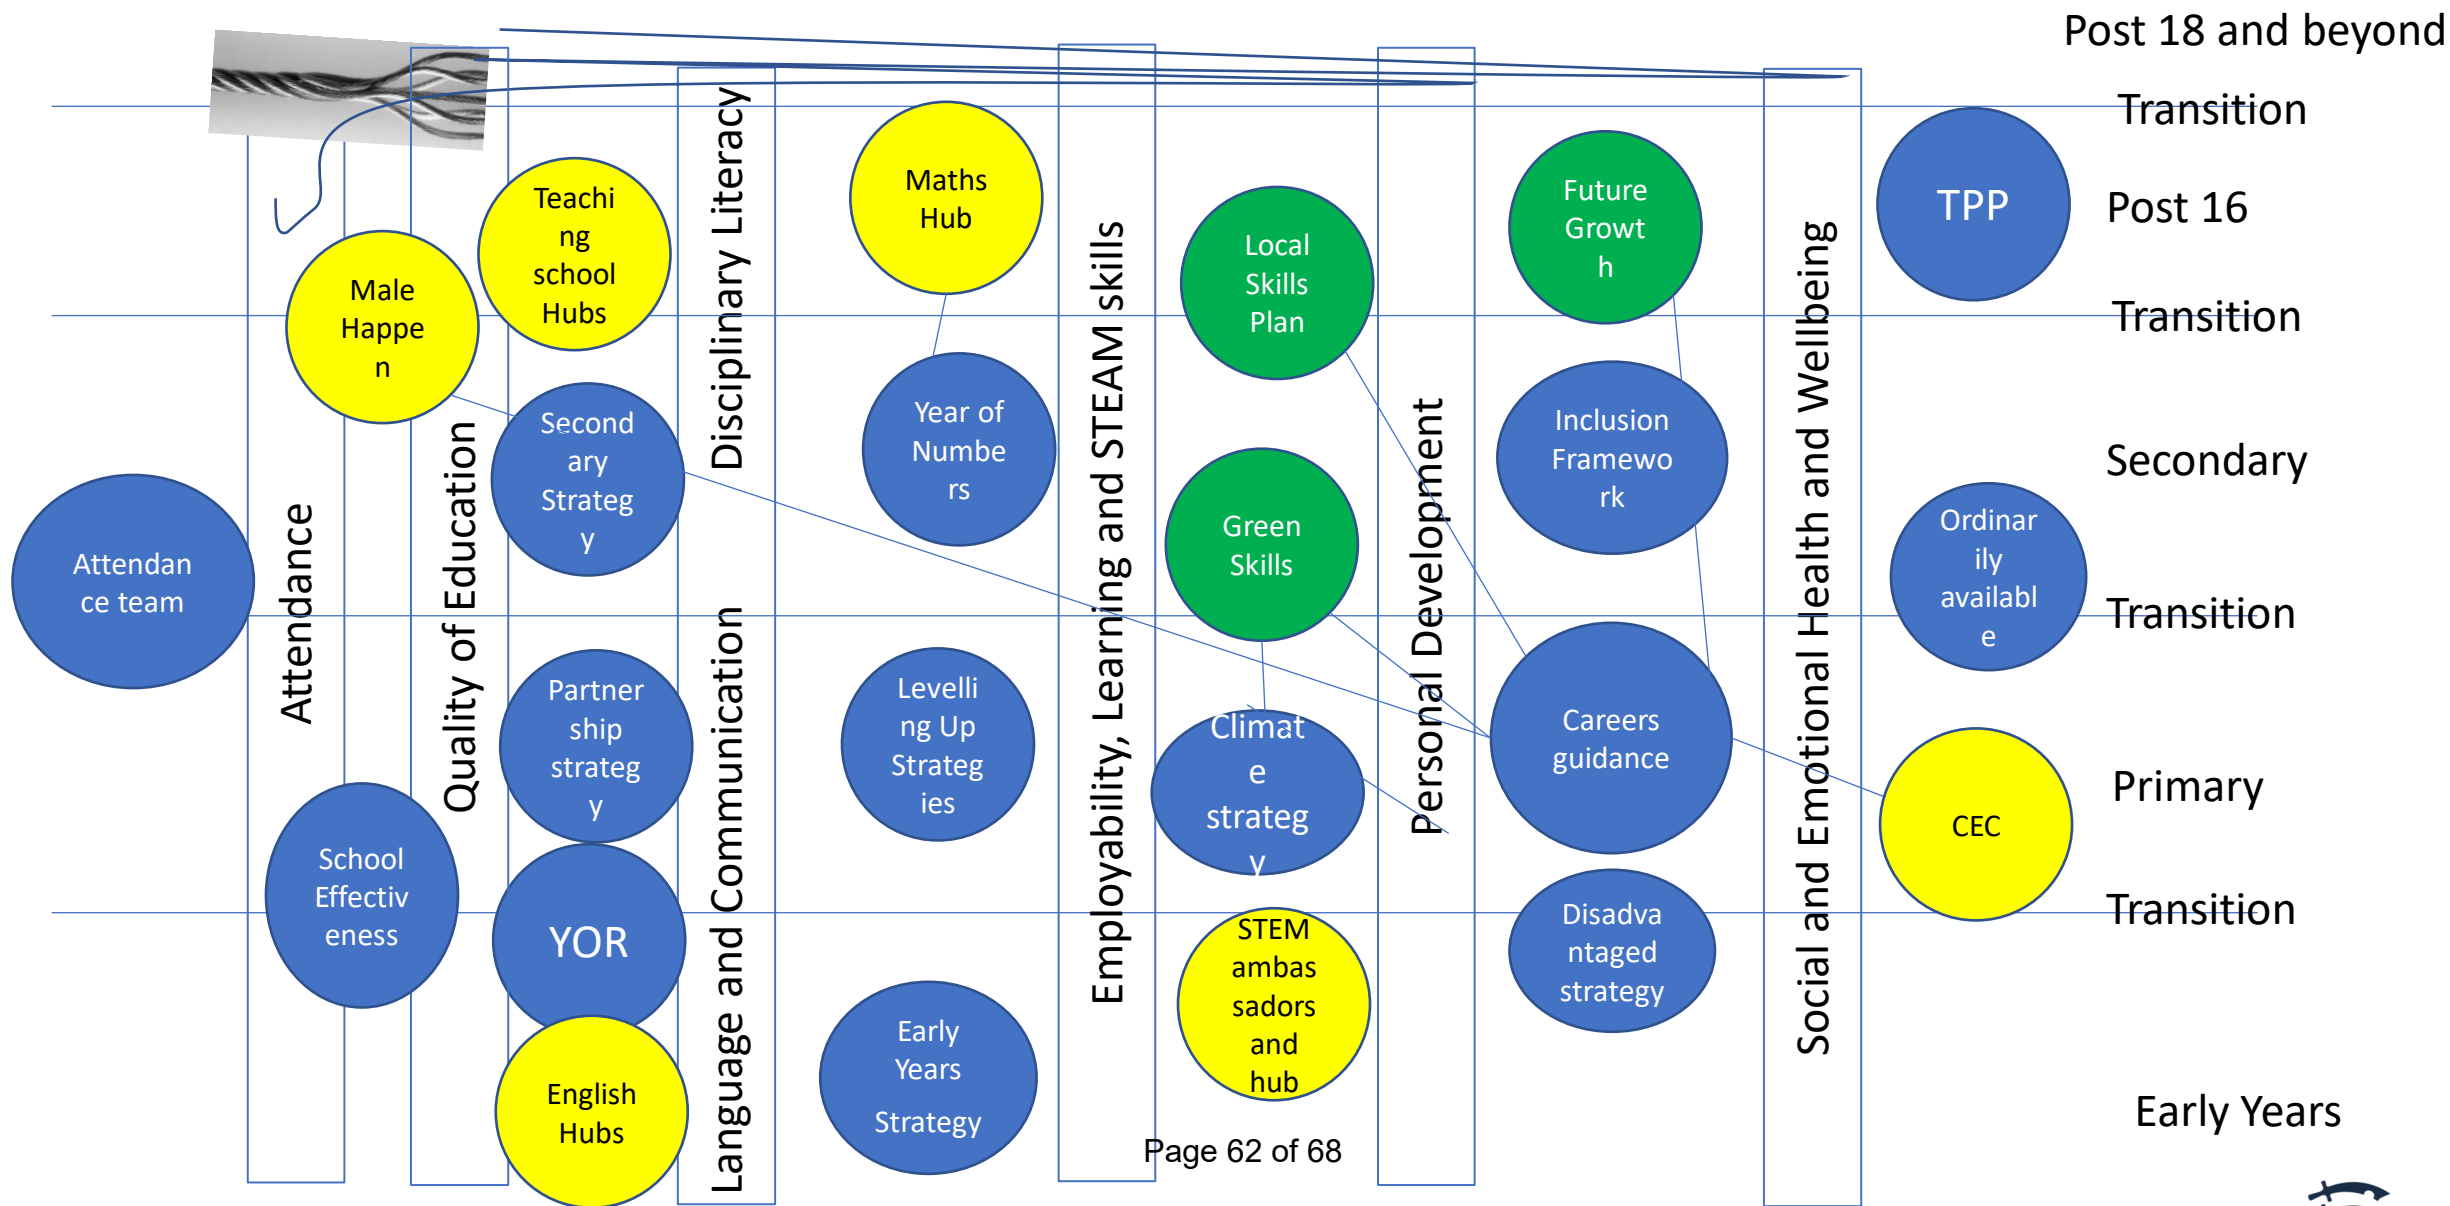 Post 18 and beyond
Transition
Post 16
Transition
Secondary
Transition
Primary
Transition
Early Years
Attendan
ce team
Attendance
Male
Happe
n
School
Effectiv
eness
Quality of Education
Teachi
ng
school
Hubs
Second
ary
Strateg
y
Partner
ship
strateg
y
YOR
English
Hubs
Language and Communication
Disciplinary Literacy
Maths
Hub
Year of
Numbe
rs
Levelli
ng Up
Strateg
ies
Early
Years
Strategy
Employability, Learning and STEAM skills
Local
Skills
Plan
Green
Skills
Climat
e
strateg
y
STEM
ambas
sadors
and
hub
Personal Development
Future
Growt
h
Inclusion
Framewo
rk
Careers
guidance
Disadva
ntaged
strategy
Social and Emotional Health and Wellbeing
TPP
Ordinar
ily
availabl
e
CEC
Page 62 of 68